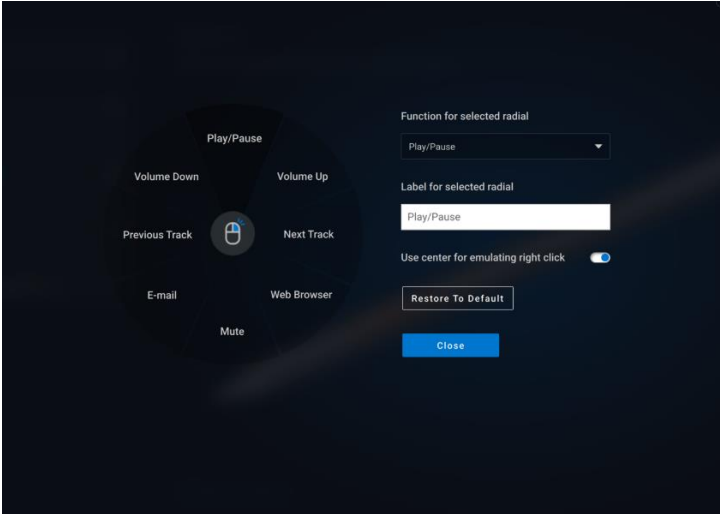 Play/Pause
Volume Down
Volume Up
Previous Track
Next Track
E-mail
Web Browser
Mute
Function for selected radial
Play/Pause
Label for selected radial
Play/Pause
Use center for emulating right click
Restore To Default
Close